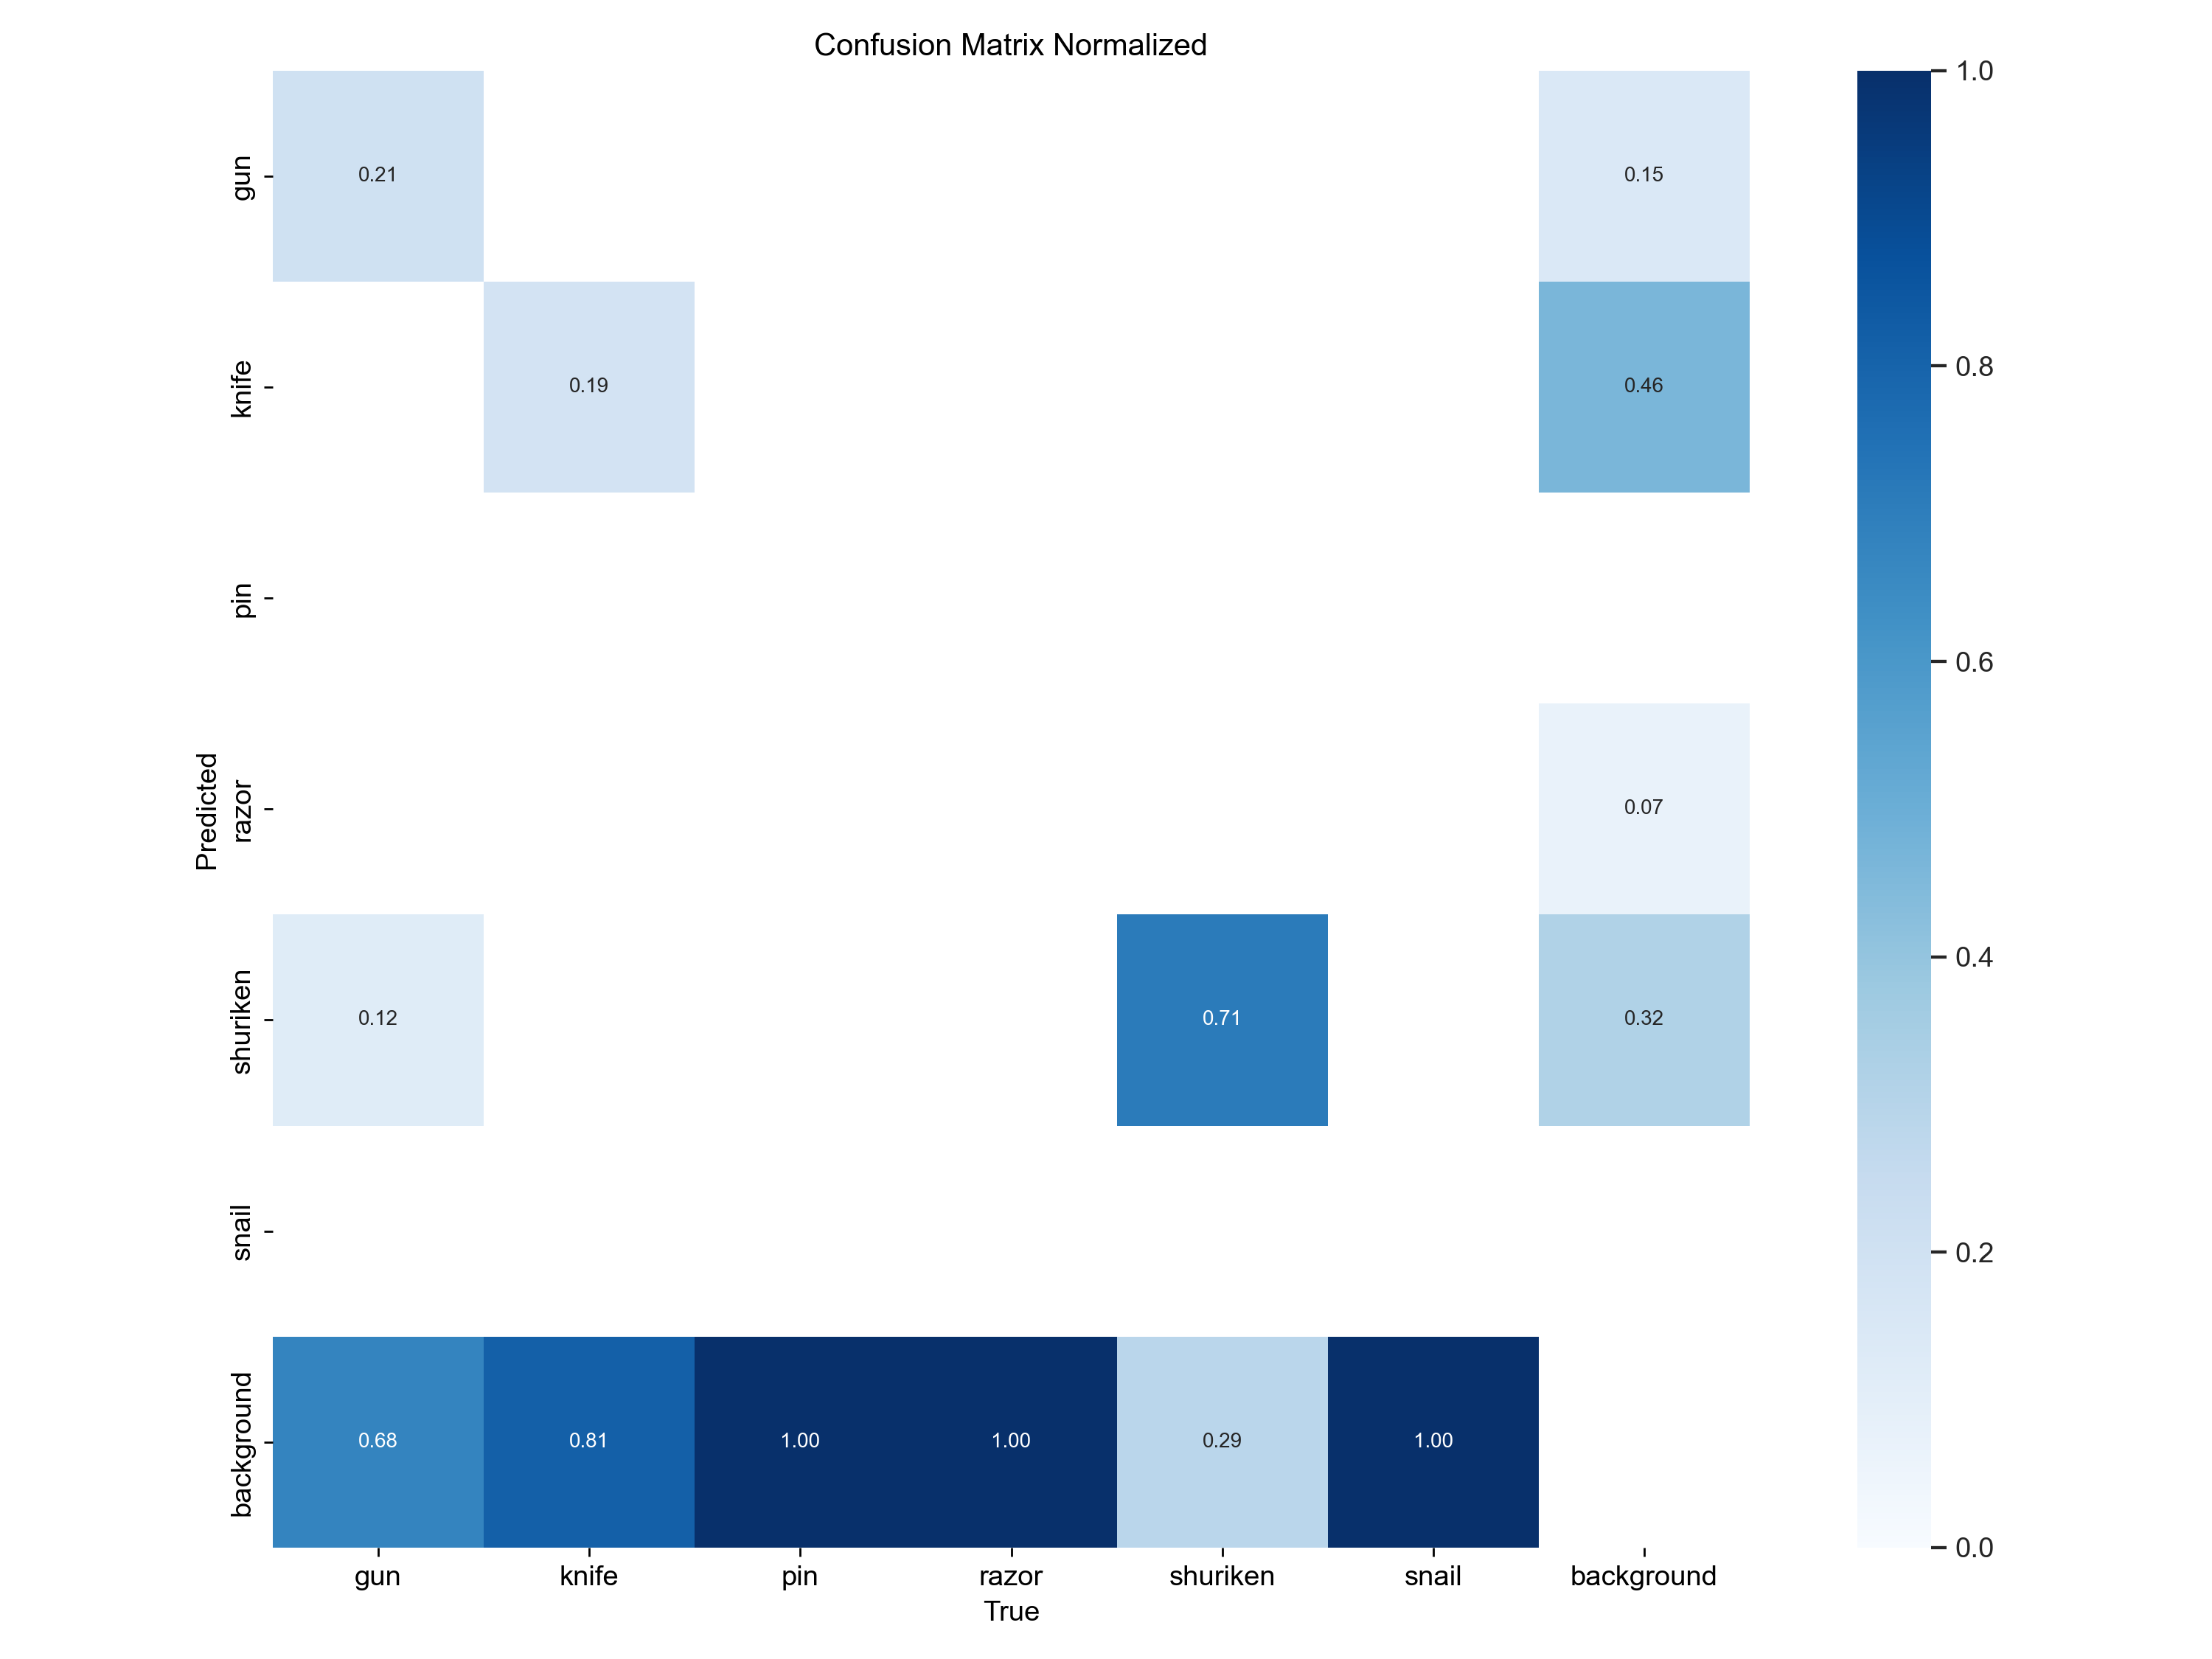 Confusion Matrix Normalized
1.0
gun
0.21
0.15
knife
0.19
0.46
0.8
pin
0.6
Predicted
razor
0.07
0.4
shuriken
0.12
0.71
0.32
snail
0.2
background
0.68
0.81
1.00
1.00
0.29
1.00
0.0
gun knife pin razor shuriken snail background
True